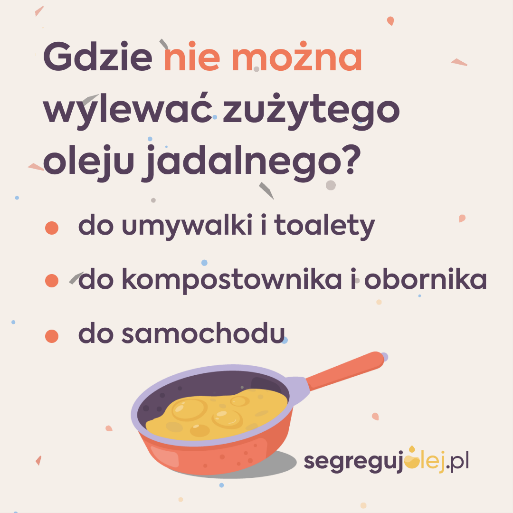 Gdzie nie można
wylewać zużytego
oleju jadalnego?
do umywalki i toalety
do kompostownika i obornika
do samochodu
segregujolej.pl